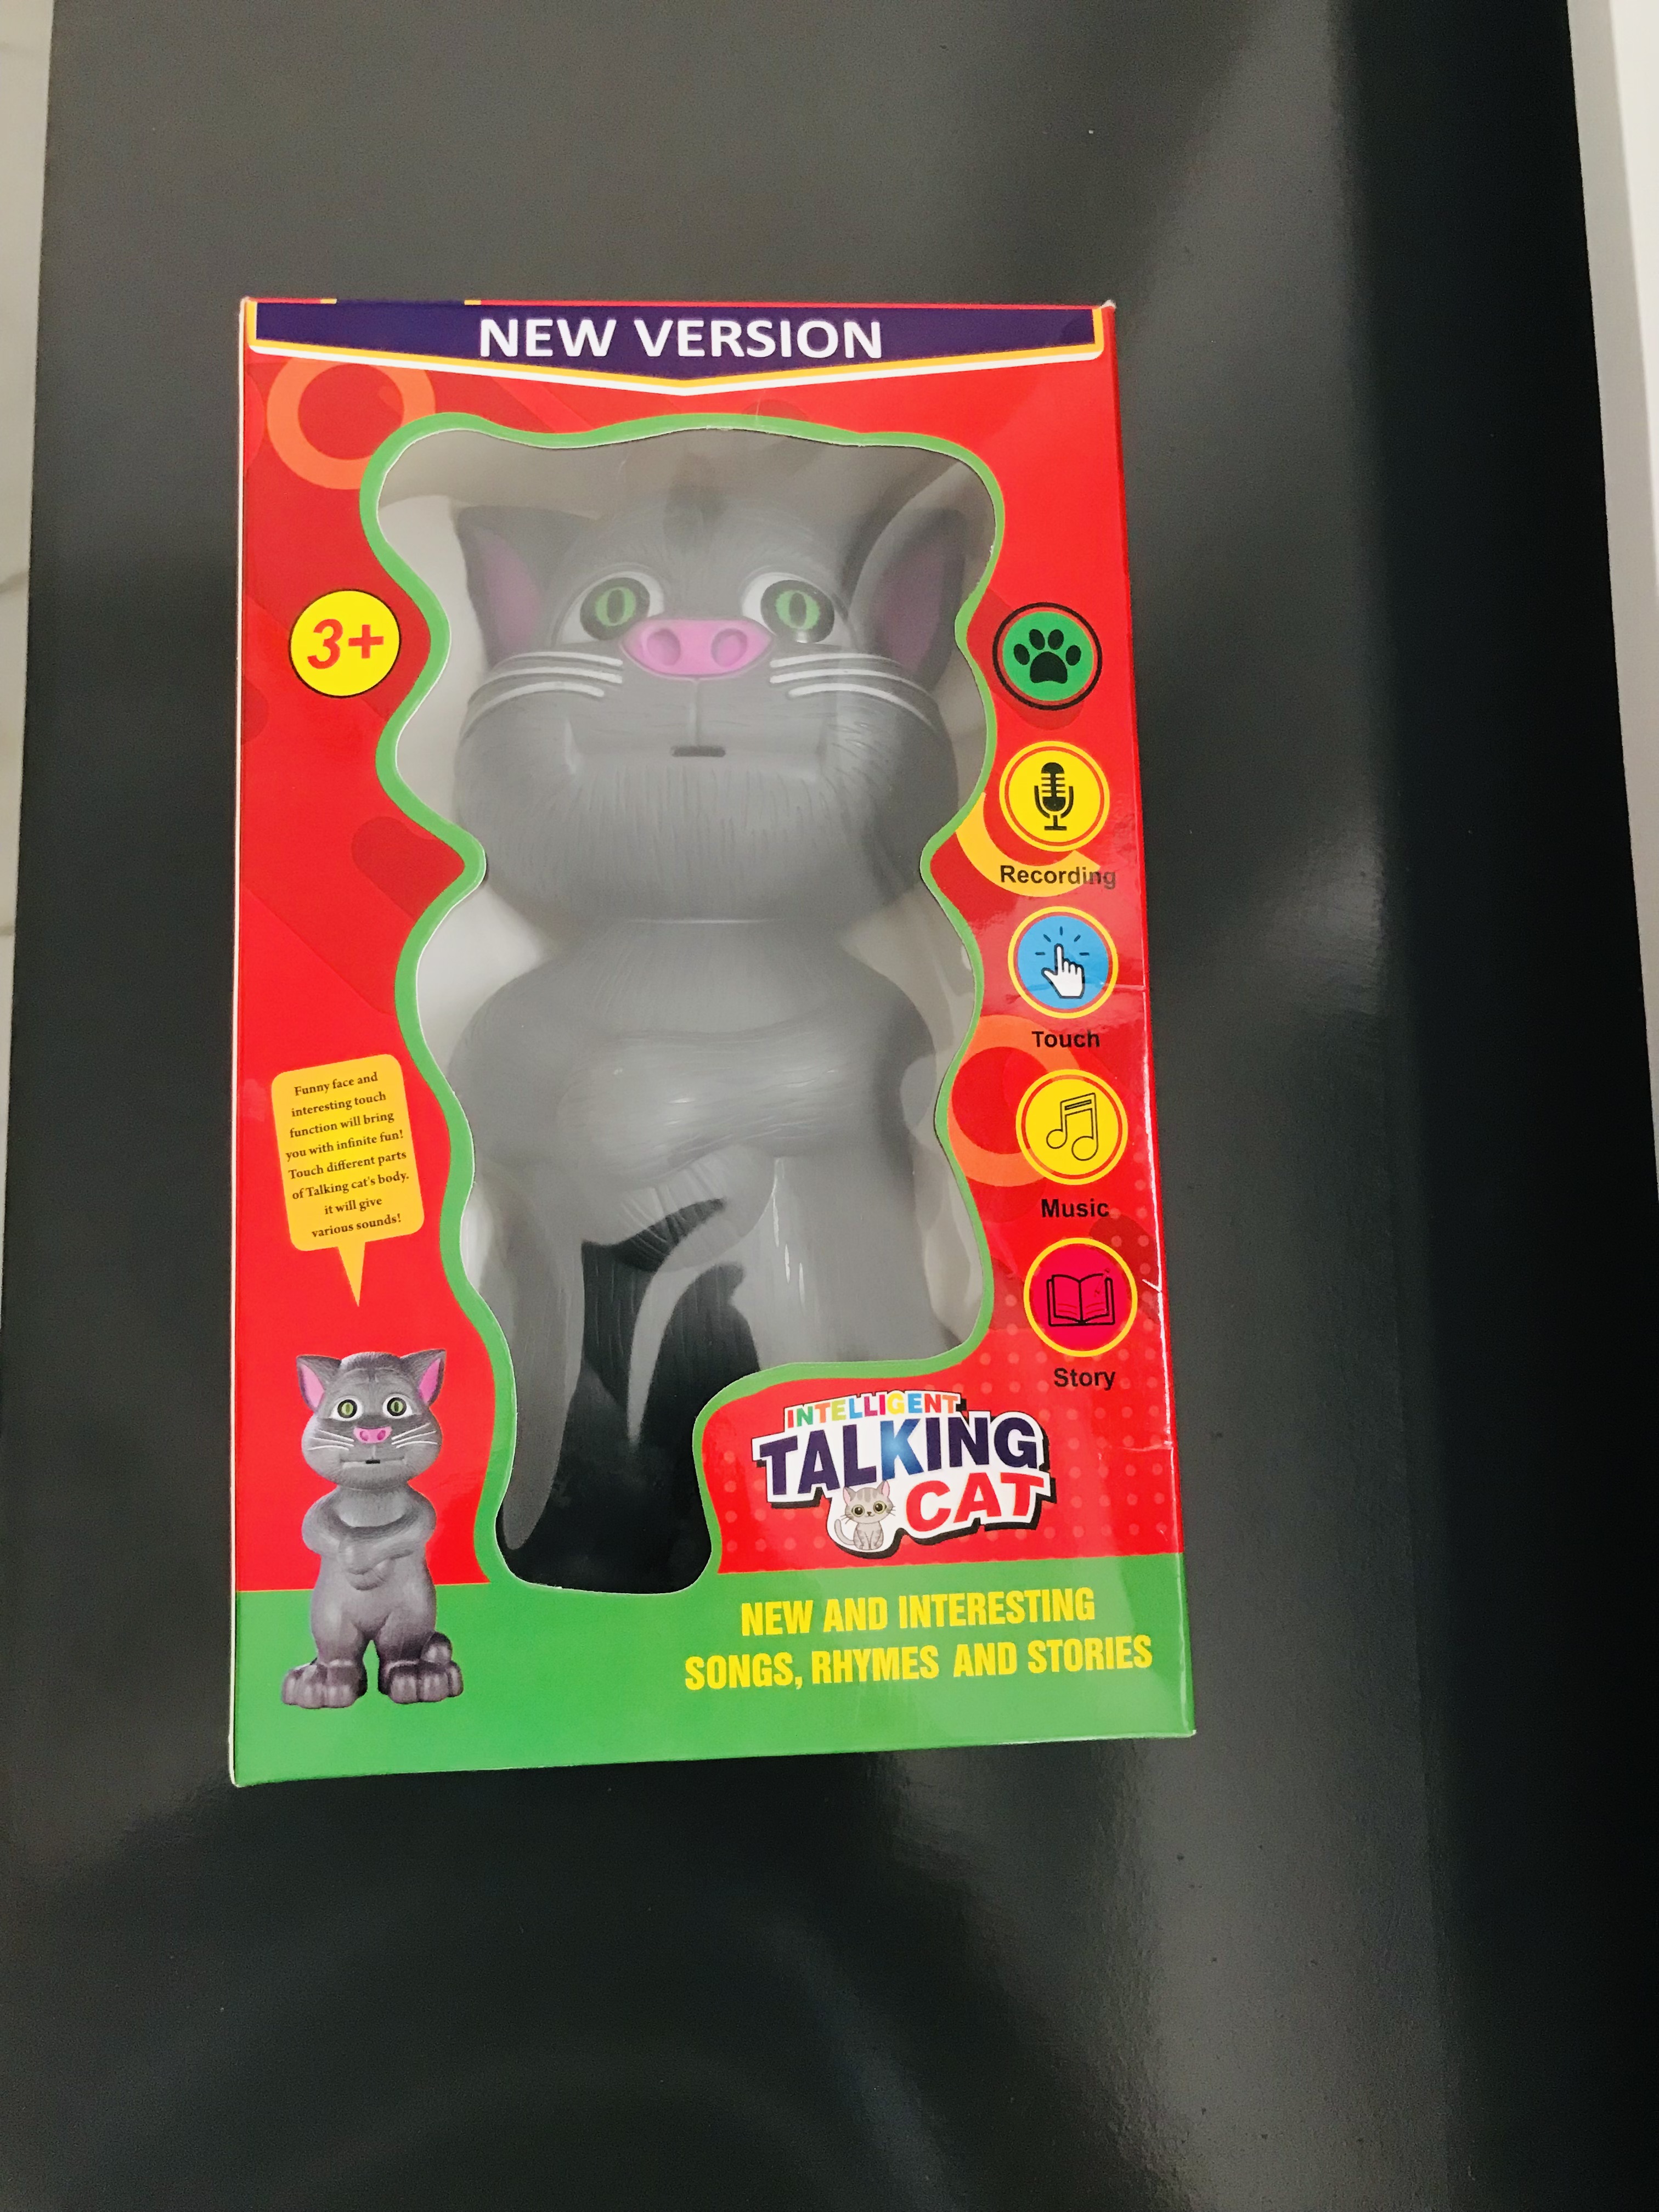 NEW VERSION
3+
Recording
Touch
Music
Story
Funny face and
interesting touch
function will bring
you with infinite fun!
Touch different parts
of Talking cat's body.
it will give
various sounds!
INTELLIGENT
TALKING
CAT
NEW AND INTERESTING
SONGS, RHYMES AND STORIES